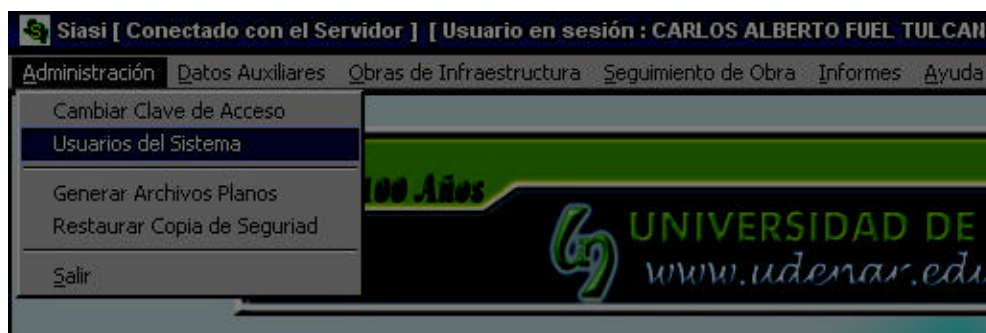 Siasi [ Conectado con el Servidor ] [ Usuario en sesión : CARLOS ALBERTO FUEL TULCAN
Administración Datos Auxiliares Obras de Infraestructura Seguimiento de Obra Informes Ayuda
Cambiar Clave de Acceso
Usuarios del Sistema
Generar Archivos Planos
Restaurar Copia de Seguriad
Salir
100 Años
UNIVERSIDAD DE
www.udenar.edu